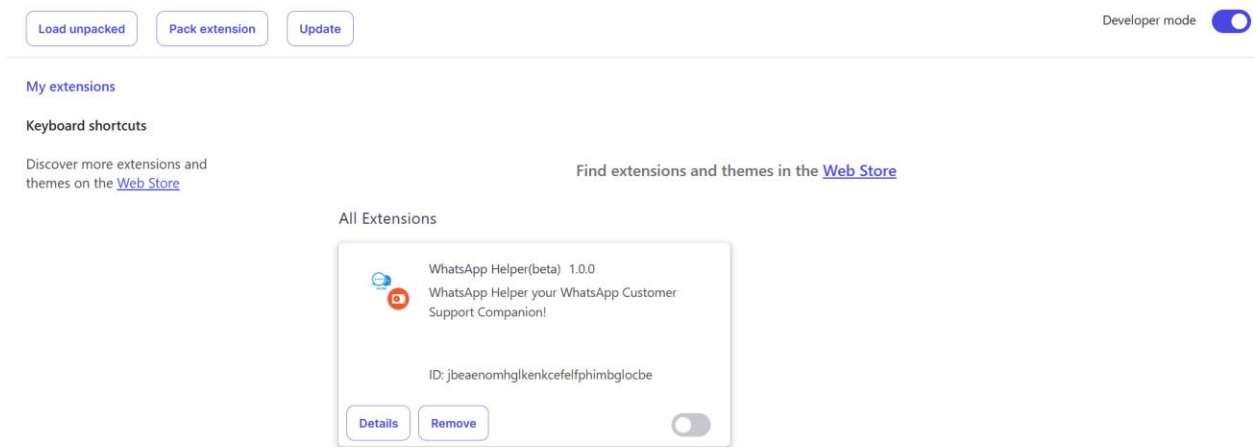 Load unpacked
Pack extension
Update
Developer mode
My extensions
Keyboard shortcuts
Discover more extensions and
themes on the Web Store
Find extensions and themes in the Web Store
All Extensions
WhatsApp Helper(beta) 1.0.0
WhatsApp Helper your WhatsApp Customer
Support Companion!
ID: jbeaenomhglkenkcefelfphimbglocbe
Details
Remove